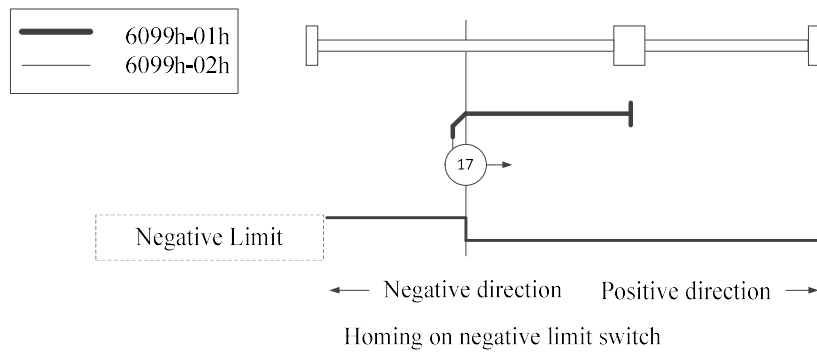 6099h-01h
6099h-02h
17
Negative Limit
Negative direction
Positive direction
Homing on negative limit switch